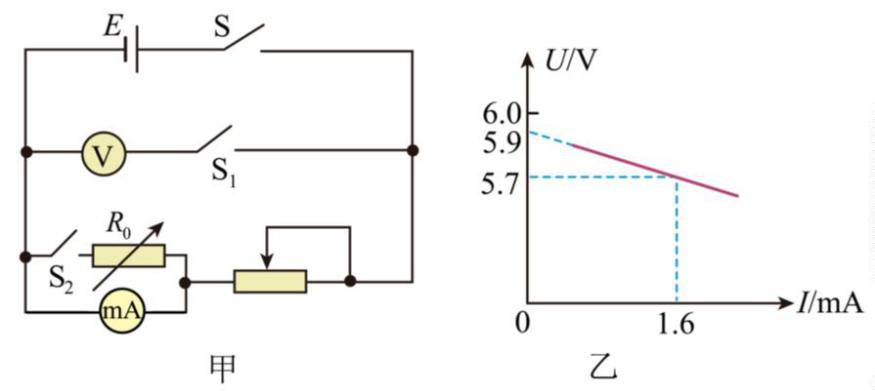 E S
V S₁
R₀
S₂
mA
甲
U/V
6.0
5.9
5.7
0 1.6 I/mA
乙